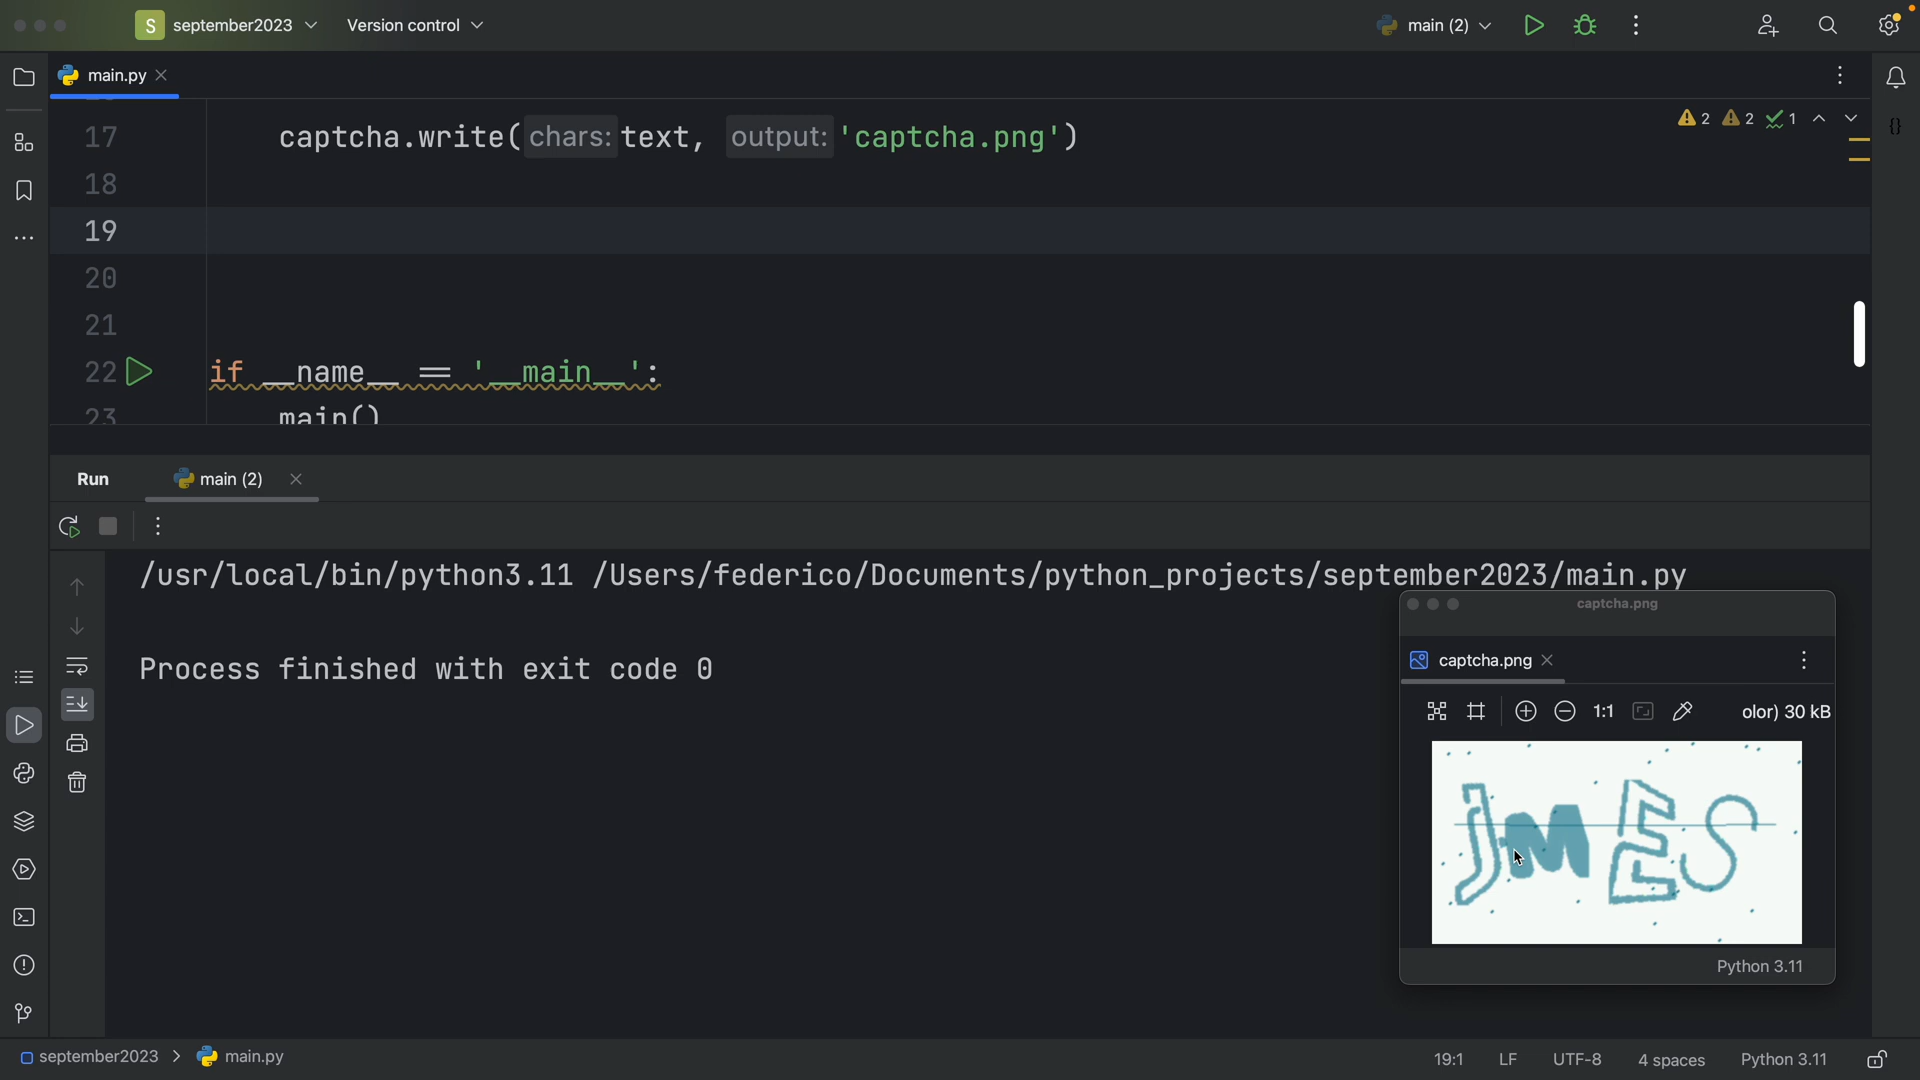 S september2023 Version control main (2)
main.py
17 captcha.write(chars: text, output: 'captcha.png')
2 2 1
18
19
20
21
22 if __name__ == '__main__':
23 main()
Run main (2)
/usr/local/bin/python3.11 /Users/federico/Documents/python_projects/september2023/main.py
Process finished with exit code 0
captcha.png
captcha.png
1:1 olor) 30 kB
jMES
Python 3.11
september2023 > main.py 19:1 LF UTF-8 4 spaces Python 3.11